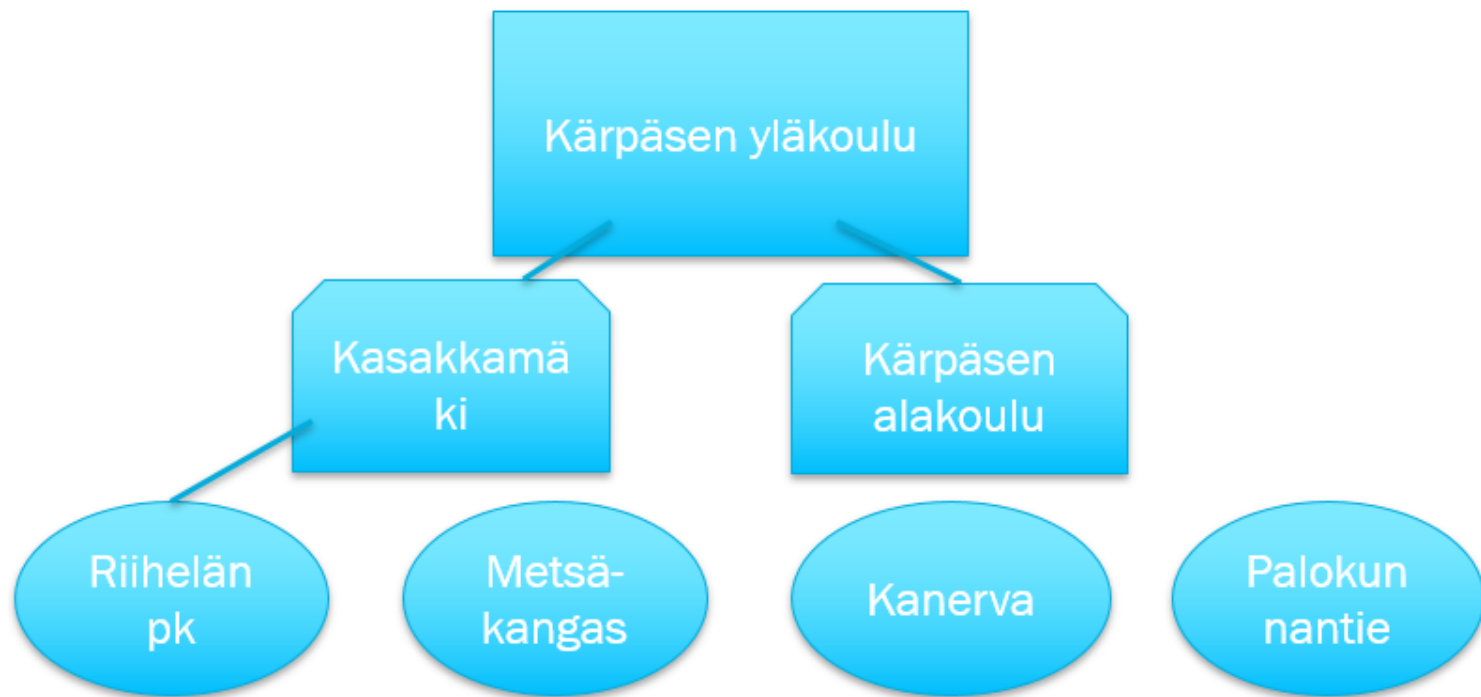 Kärpäsen yläkoulu
Kasakkamä
ki
Kärpäsen
alakoulu
Riihelän
pk
Metsä-
kangas
Kanerva
Palokun
nantie